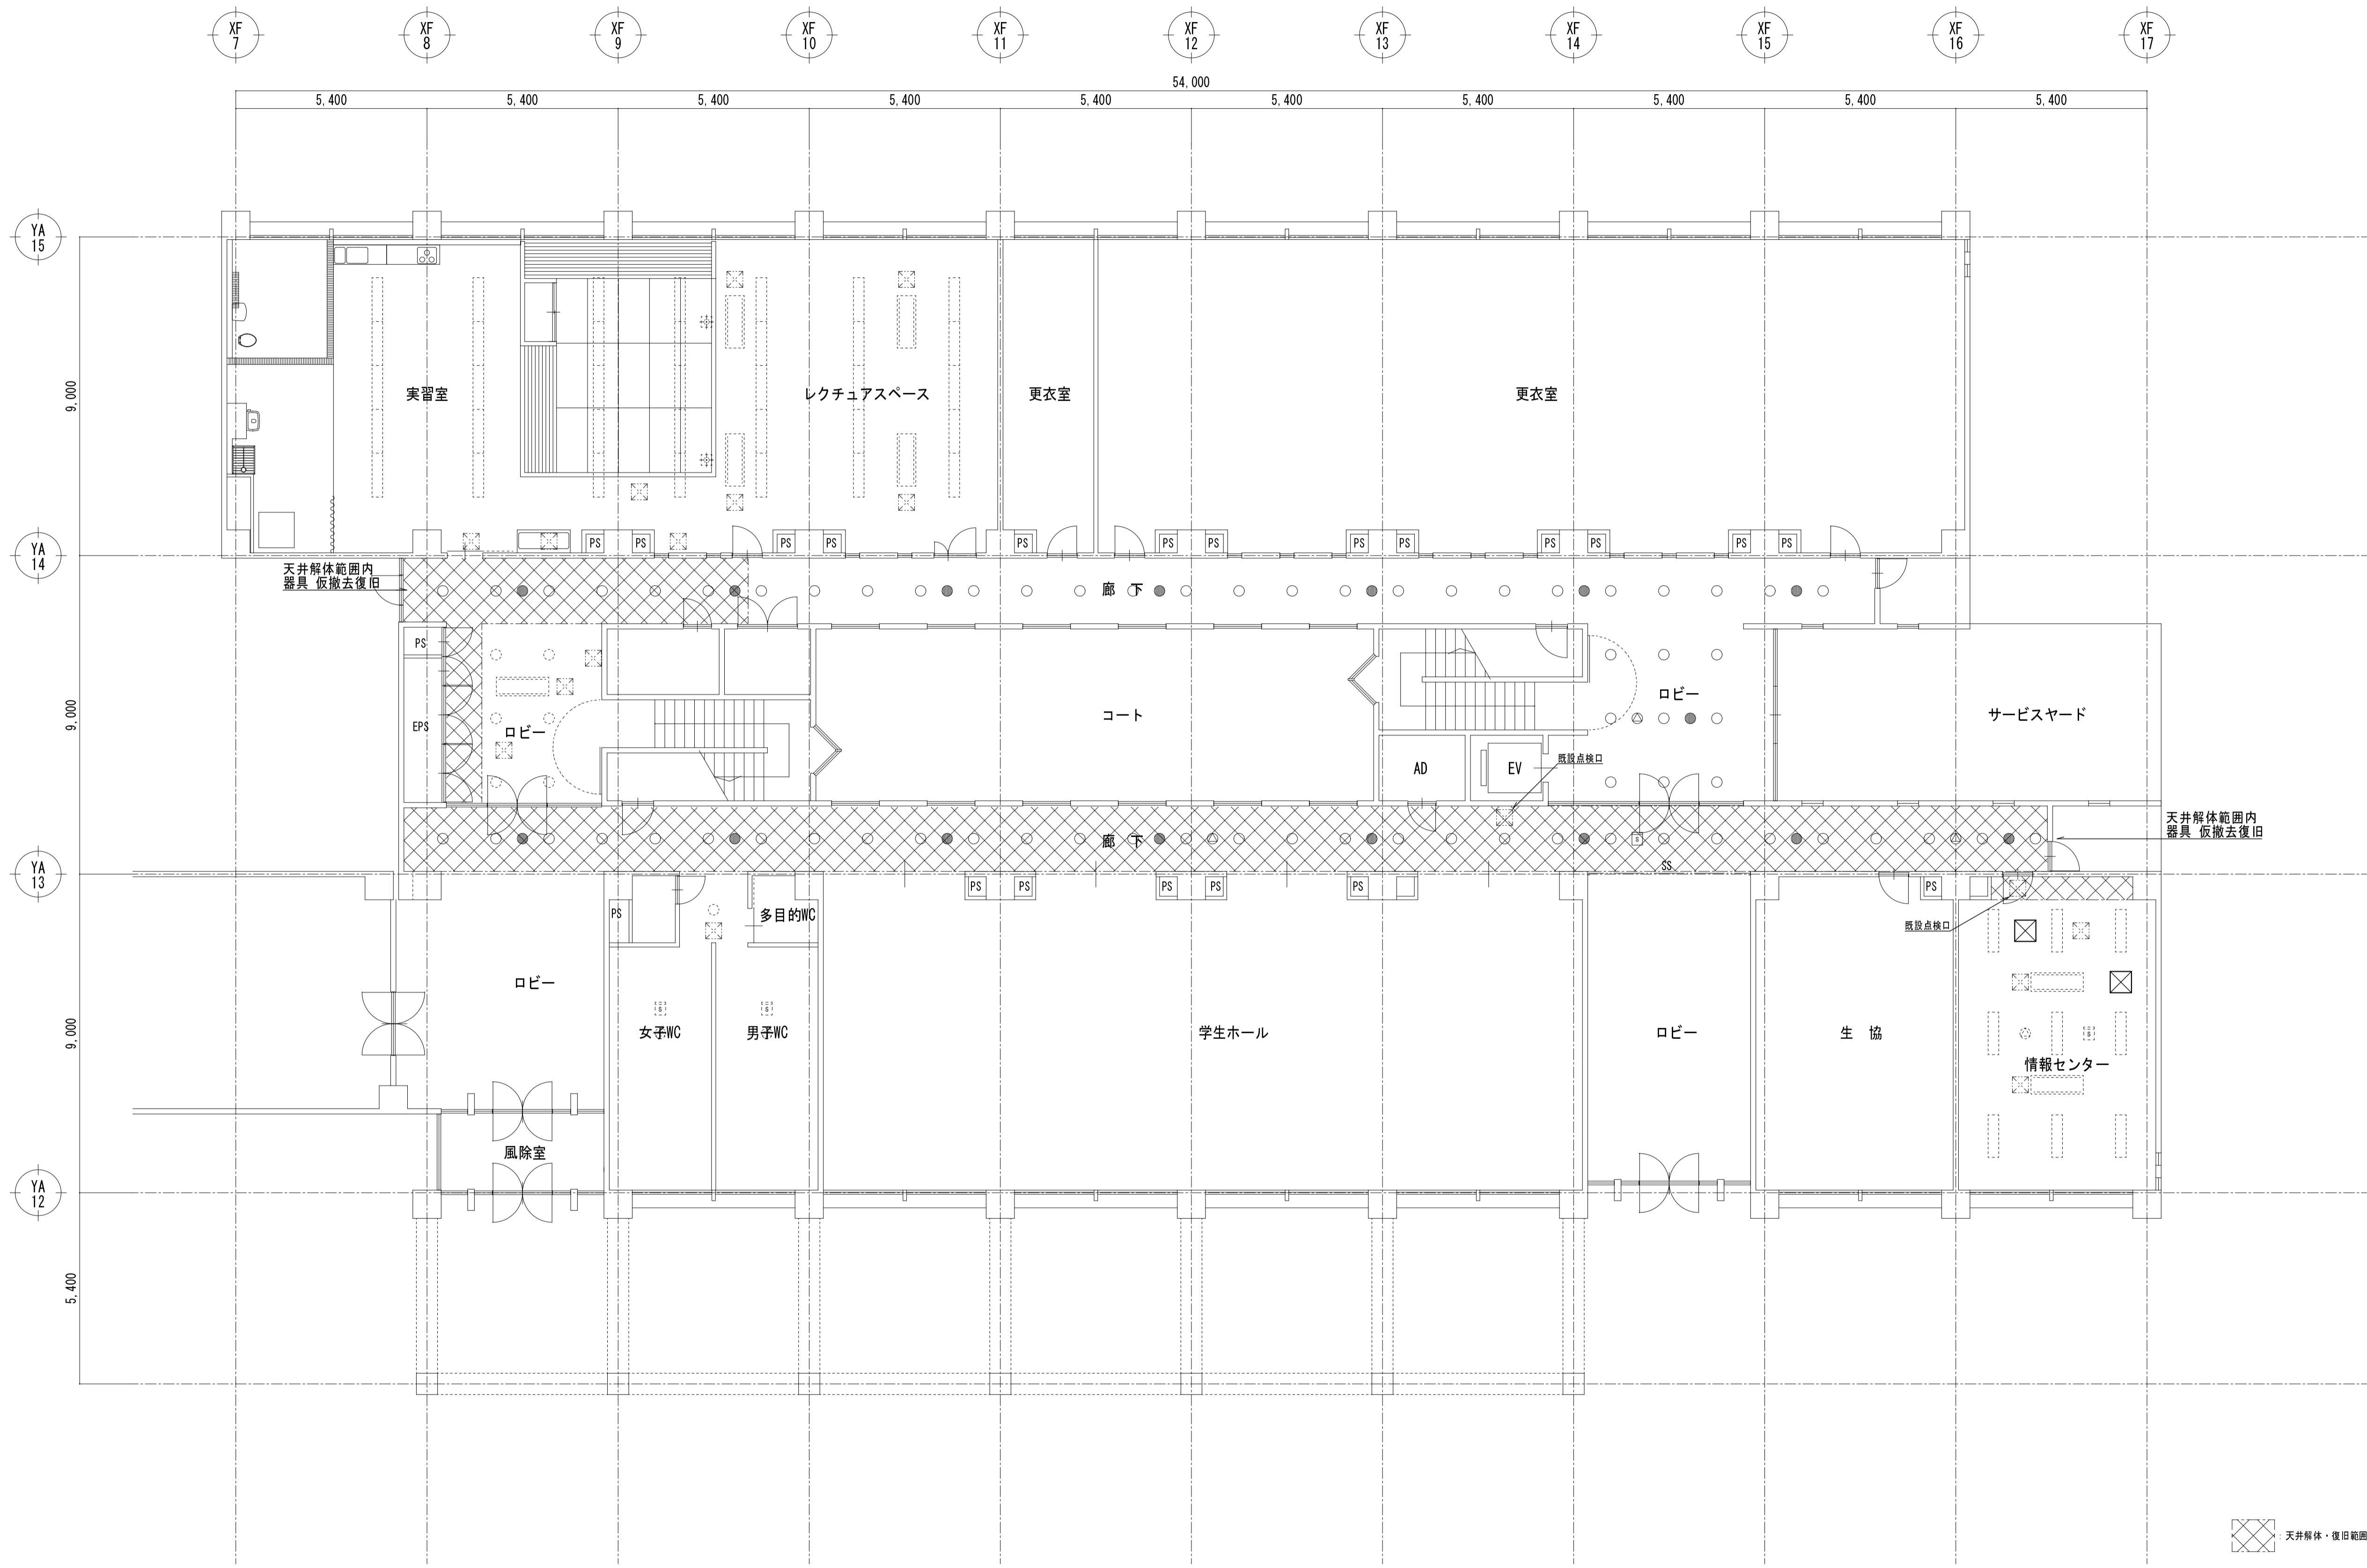 XF
7
XF
8
XF
9
XF
10
XF
11
XF
12
XF
13
XF
14
XF
15
XF
16
XF
17
54,000
5,400
5,400
5,400
5,400
5,400
5,400
5,400
5,400
5,400
5,400
YA
15
9,000
実習室
レクチュアスペース
更衣室
更衣室
PS
PS
PS
PS
PS
PS
PS
PS
PS
PS
PS
PS
PS
YA
14
天井解体範囲内
器具 仮撤去復旧
廊 下
PS
EPS
ロビー
9,000
コート
ロビー
サービスヤード
AD
EV
既設点検口
廊 下
S
天井解体範囲内
器具 仮撤去復旧
SS
YA
13
PS
PS
PS
PS
PS
PS
PS
多目的WC
既設点検口
ロビー
S
S
S
9,000
女子WC
男子WC
学生ホール
ロビー
生 協
情報センター
風除室
YA
12
5,400
: 天井解体・復旧範囲